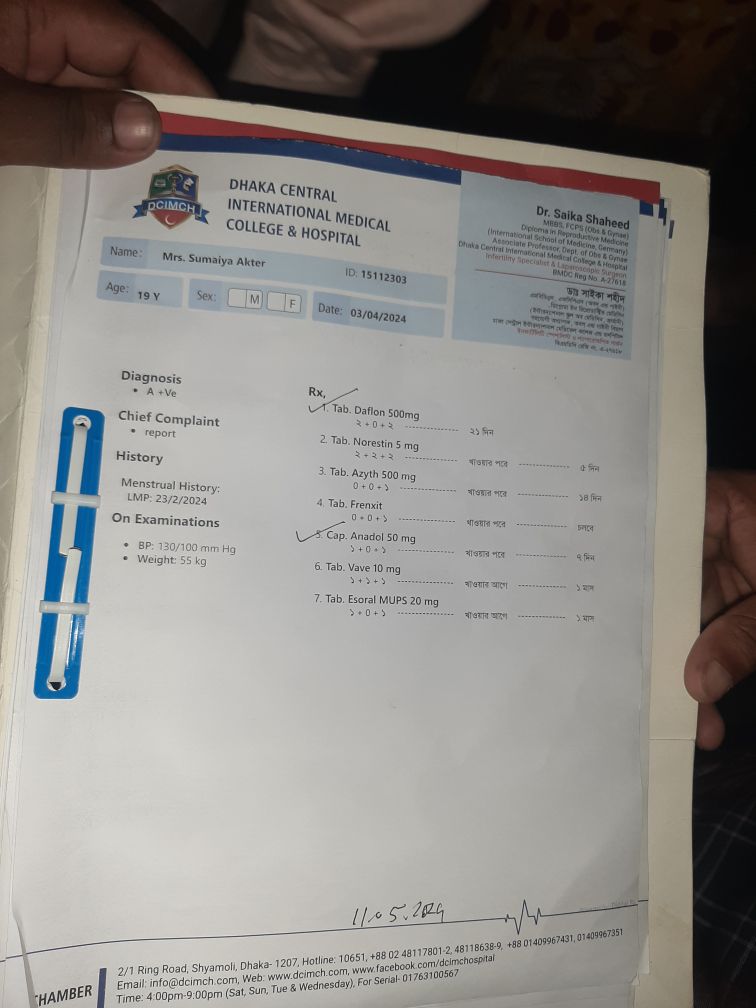 DCIMCH
DHAKA CENTRAL
INTERNATIONAL MEDICAL
COLLEGE & HOSPITAL
Dr. Saika Shaheed
MBBS, FCPS (Obs & Gynae)
Diploma in Reproductive Medicine
(International School of Medicine, Germany)
Associate Professor, Dept. of Obs & Gynae
Dhaka Central International Medical College & Hospital
Infertility Specialist & Laparoscopic Surgeon
BMDC Reg No. A-27618
ডাঃ সাইকা শহীদ
Name: Mrs. Sumaiya Akter ID: 15112303
Age: 19 Y Sex: M F Date: 03/04/2024
Diagnosis
• A +Ve
Chief Complaint
• report
History
Menstrual History:
LMP: 23/2/2024
On Examinations
• BP: 130/100 mm Hg
• Weight: 55 kg
Rx,
1. Tab. Daflon 500mg
২ + 0 + ২ ---------------- ২১ দিন
2. Tab. Norestin 5 mg
২ + ২ + ২ ---------------- খাওয়ার পরে ---------------- ৫ দিন
3. Tab. Azyth 500 mg
0 + 0 + ১ ---------------- খাওয়ার পরে ---------------- ১৪ দিন
4. Tab. Frenxit
0 + 0 + ১ ---------------- খাওয়ার পরে ---------------- চলবে
5. Cap. Anadol 50 mg
১ + 0 + ১ ---------------- খাওয়ার পরে ---------------- ৭ দিন
6. Tab. Vave 10 mg
১ + ১ + ১ ---------------- খাওয়ার আগে ---------------- ১ মাস
7. Tab. Esoral MUPS 20 mg
১ + 0 + ১ ---------------- খাওয়ার আগে ---------------- ১ মাস
CHAMBER
2/1 Ring Road, Shyamoli, Dhaka- 1207, Hotline: 10651, +88 02 48117801-2, 48118638-9, +88 01409967431, 01409967351
Email: info@dcimch.com, Web: www.dcimch.com, www.facebook.com/dcimchospital
Time: 4:00pm-9:00pm (Sat, Sun, Tue & Wednesday), For Serial- 01763100567